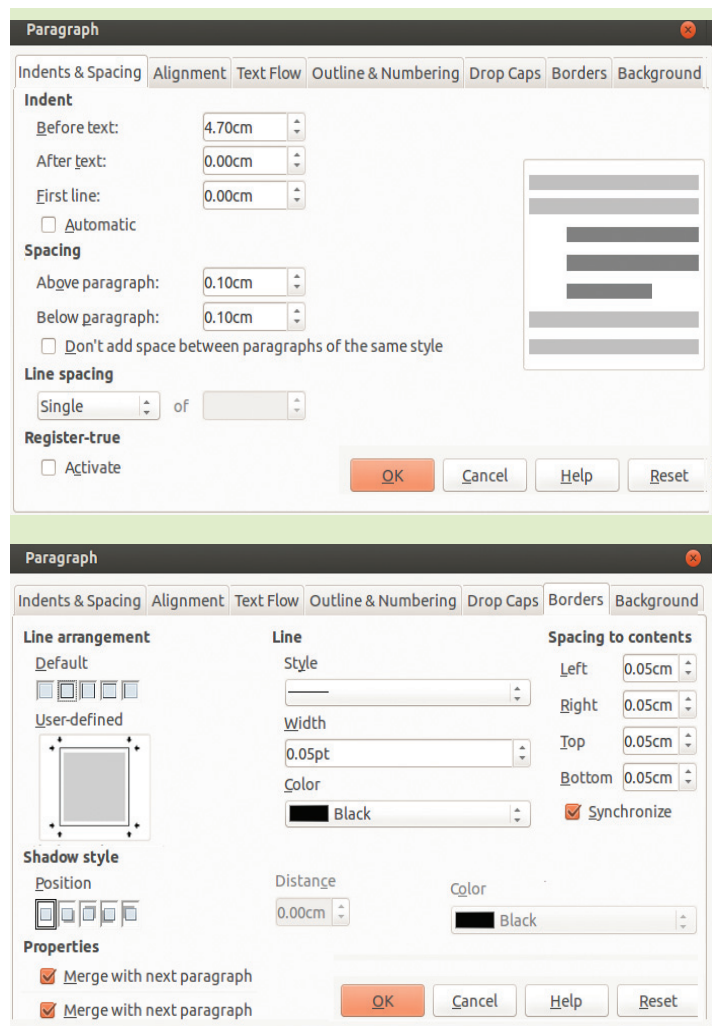 Paragraph
Indents & Spacing Alignment Text Flow Outline & Numbering Drop Caps Borders Background
Indent
Before text: 4.70cm
After text: 0.00cm
First line: 0.00cm
Automatic
Spacing
Above paragraph: 0.10cm
Below paragraph: 0.10cm
Don't add space between paragraphs of the same style
Line spacing
Single of
Register-true
Activate
OK Cancel Help Reset
Paragraph
Indents & Spacing Alignment Text Flow Outline & Numbering Drop Caps Borders Background
Line arrangement Line Spacing to contents
Default Style Left 0.05cm
Right 0.05cm
User-defined Width
0.05pt Top 0.05cm
Color Bottom 0.05cm
Black Synchronize
Shadow style
Position Distance Color
0.00cm Black
Properties
Merge with next paragraph
Merge with next paragraph
OK Cancel Help Reset